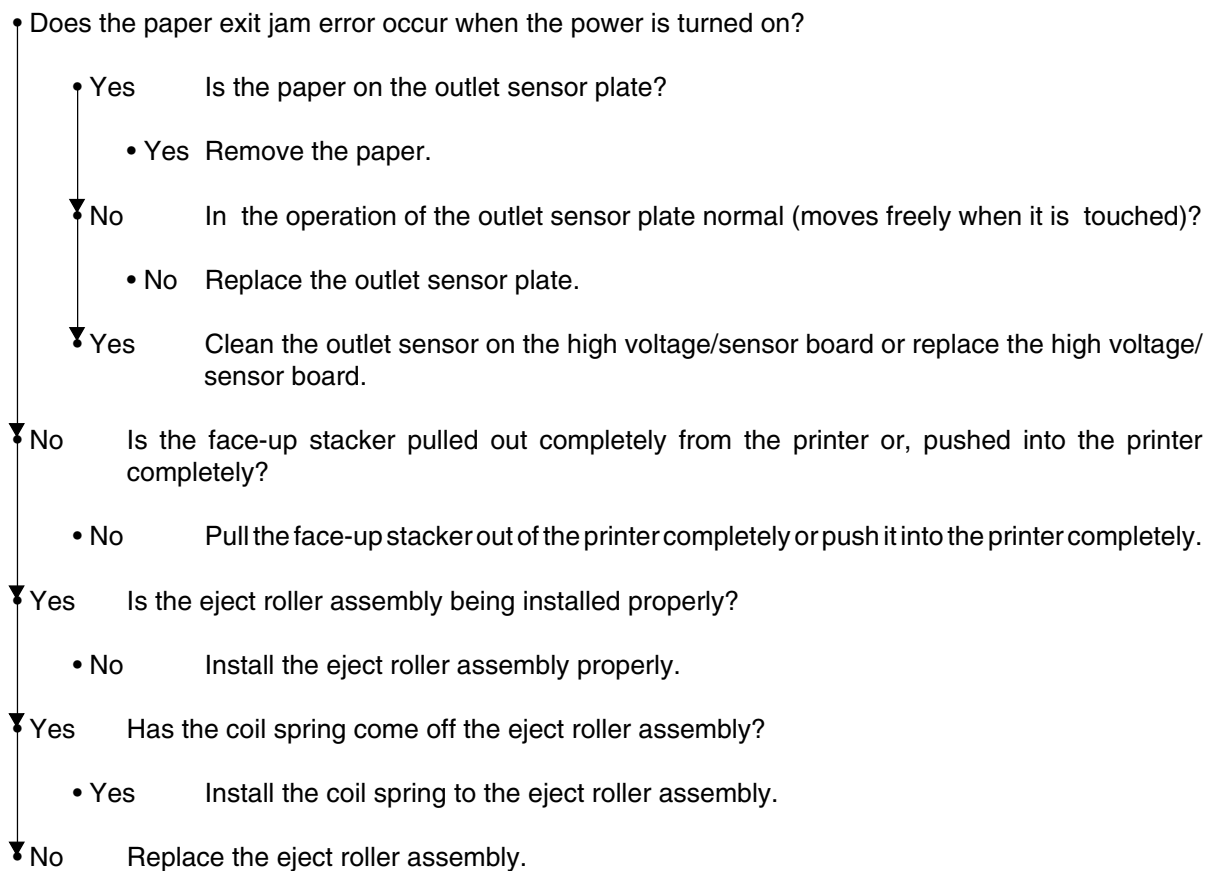 • Does the paper exit jam error occur when the power is turned on?
• Yes Is the paper on the outlet sensor plate?
• Yes Remove the paper.
• No In the operation of the outlet sensor plate normal (moves freely when it is touched)?
• No Replace the outlet sensor plate.
• Yes Clean the outlet sensor on the high voltage/sensor board or replace the high voltage/
sensor board.
• No Is the face-up stacker pulled out completely from the printer or, pushed into the printer
completely?
• No Pull the face-up stacker out of the printer completely or push it into the printer completely.
• Yes Is the eject roller assembly being installed properly?
• No Install the eject roller assembly properly.
• Yes Has the coil spring come off the eject roller assembly?
• Yes Install the coil spring to the eject roller assembly.
• No Replace the eject roller assembly.